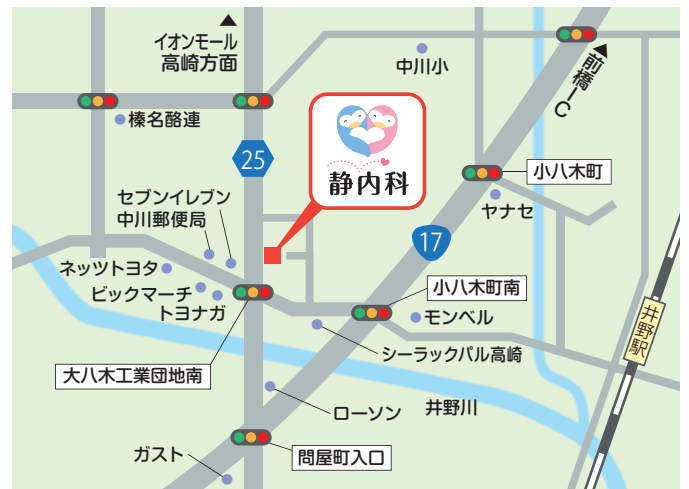 イオンモール
高崎方面
中川小
前橋IC
榛名酪連
25
静内科
小八木町
ヤナセ
セブンイレブン
中川郵便局
17
ネッツトヨタ
ビックマーチ
トヨナガ
小八木町南
モンベル
井野駅
シーラックパル高崎
大八木工業団地南
ローソン
井野川
ガスト
問屋町入口